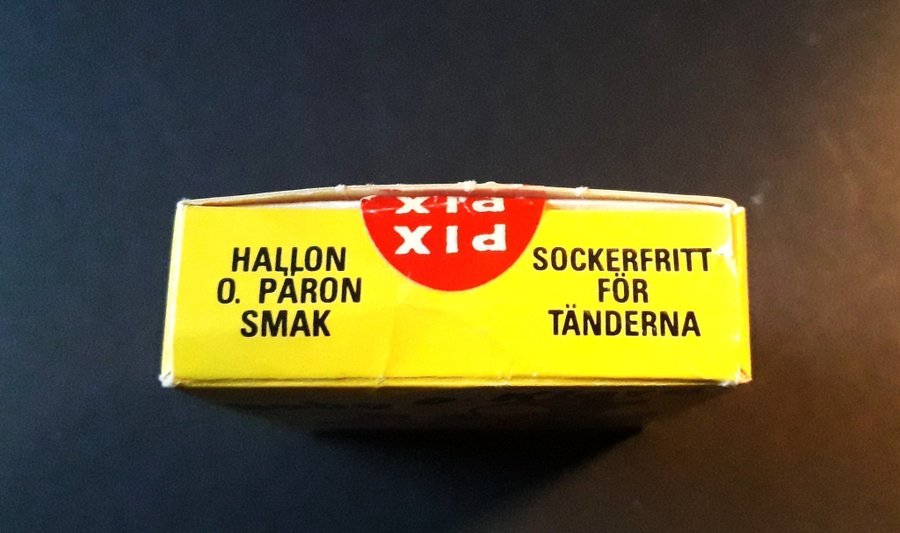 PIX
PIX
HALLON
O. PÄRON
SMAK
SOCKERFRITT
FÖR
TÄNDERNA